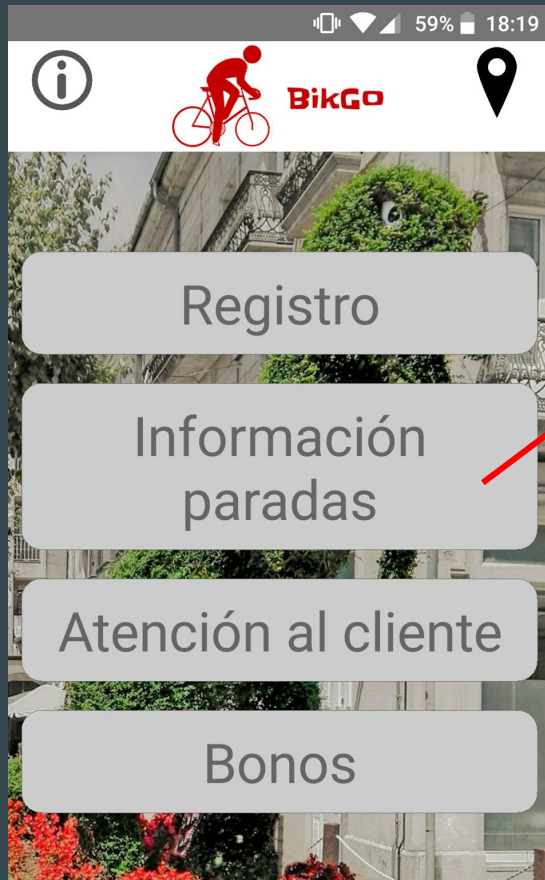 59% 18:19
BikGo
Registro
Información
paradas
Atención al cliente
Bonos